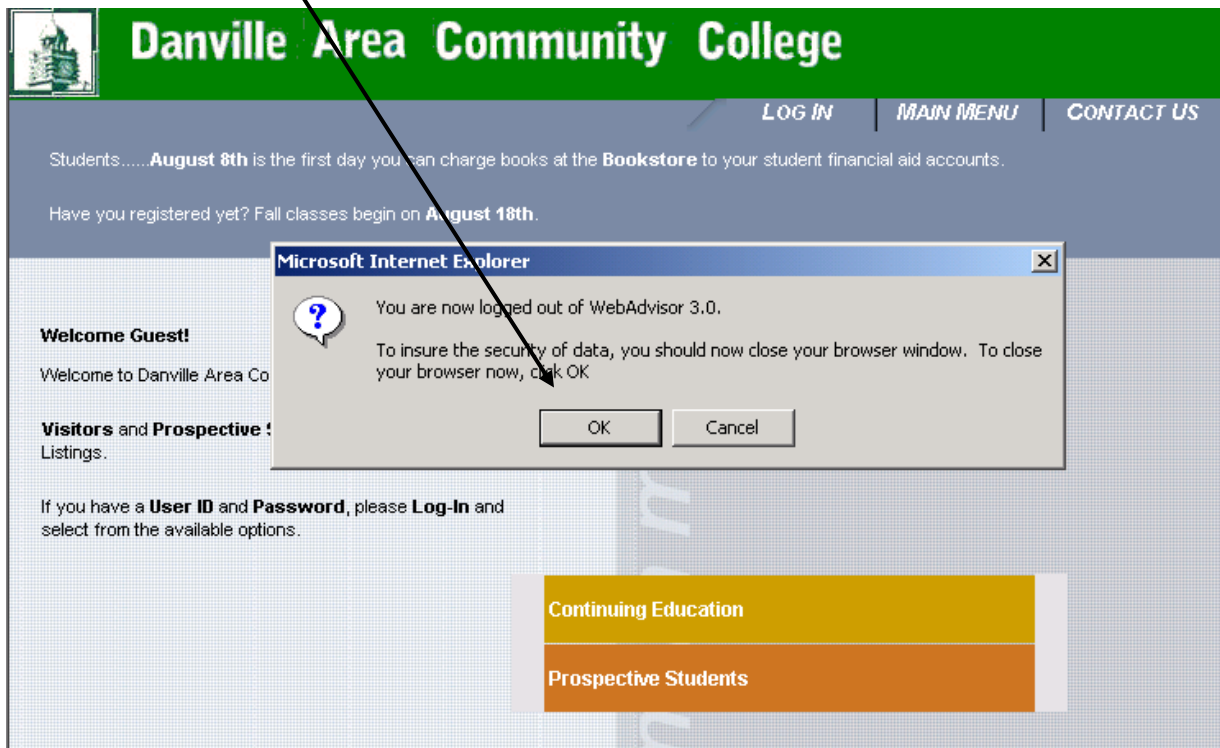 Danville Area Community College
LOG IN MAIN MENU CONTACT US
Students......August 8th is the first day you can charge books at the Bookstore to your student financial aid accounts.
Have you registered yet? Fall classes begin on August 18th.
Microsoft Internet Explorer
You are now logged out of WebAdvisor 3.0.
To insure the security of data, you should now close your browser window. To close
your browser now, click OK
OK Cancel
Welcome Guest!
Welcome to Danville Area
Visitors and Prospective
Listings.
If you have a User ID and Password, please Log-In and
select from the available options.
Continuing Education
Prospective Students